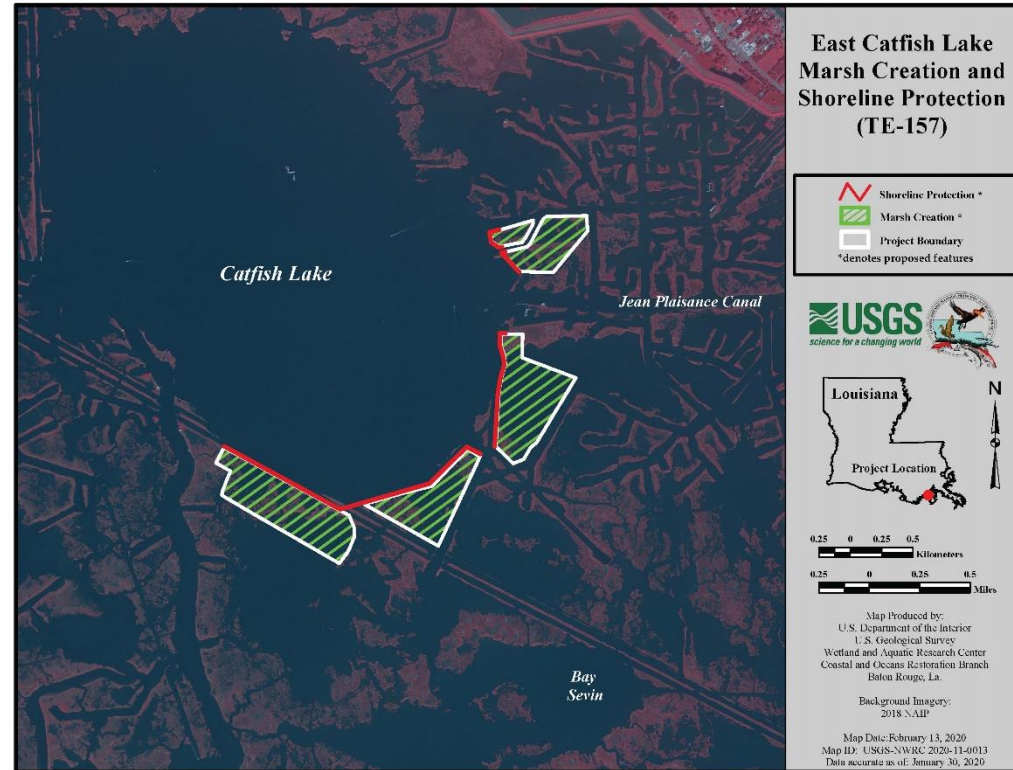 East Catfish Lake
Marsh Creation and
Shoreline Protection
(TE-157)
Shoreline Protection *
Marsh Creation *
Project Boundary
*denotes proposed features
Catfish Lake
Jean Plaisance Canal
Bay
Sevin
USGS
science for a changing world
Louisiana
N
Project Location
0.25 0 0.25 0.5
Kilometers
0.25 0 0.25 0.5
Miles
Map Produced by:
U.S. Department of the Interior
U.S. Geological Survey
Wetland and Aquatic Research Center
Coastal and Oceans Restoration Branch
Baton Rouge, La.
Background Imagery:
2018 NAIP
Map Date: February 13, 2020
Map ID: USGS-NWRC 2020-11-0013
Data accurate as of: January 30, 2020